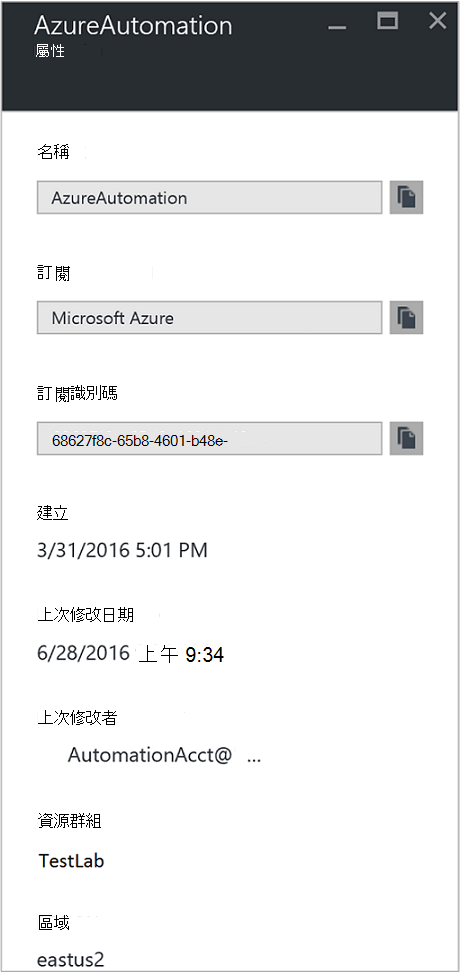 AzureAutomation
屬性
名稱
AzureAutomation
訂閱
Microsoft Azure
訂閱識別碼
68627f8c-65b8-4601-b48e-
建立
3/31/2016 5:01 PM
上次修改日期
6/28/2016 上午 9:34
上次修改者
AutomationAcct@ ...
資源群組
TestLab
區域
eastus2